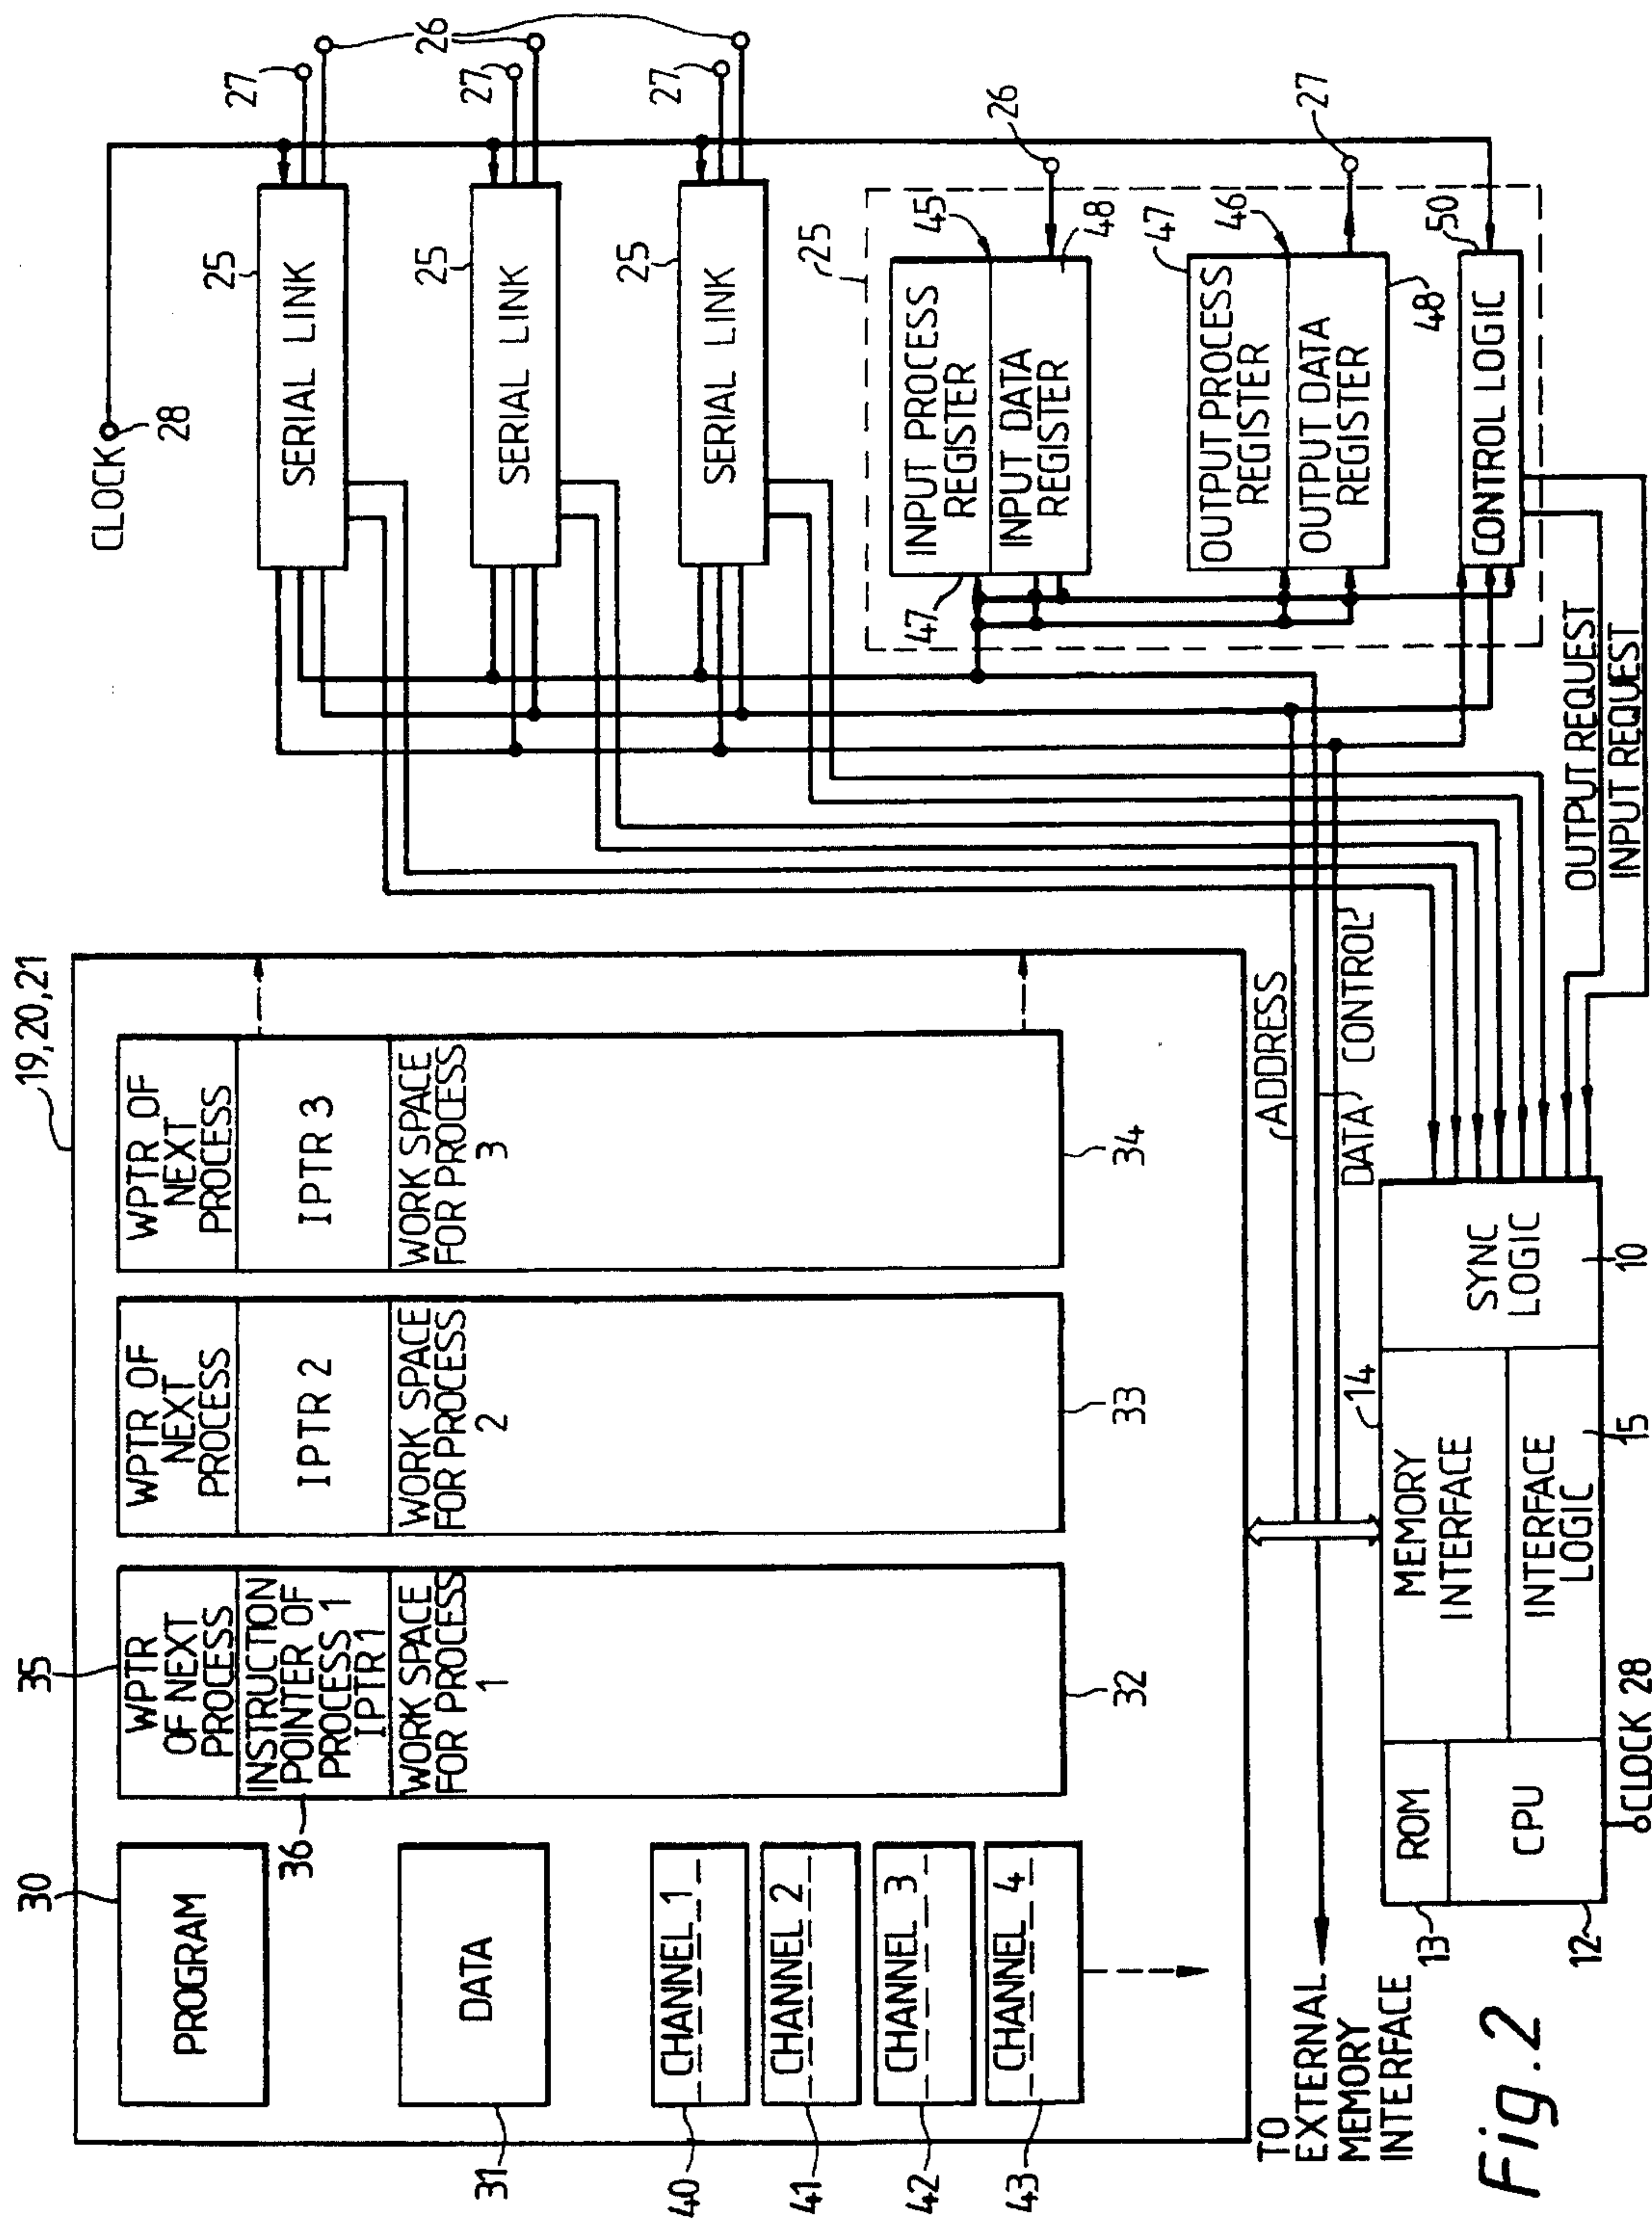 19,20,21
30
PROGRAM
31
DATA
40
CHANNEL 1
41
CHANNEL 2
42
CHANNEL 3
43
CHANNEL 4
35
WPTR
OF NEXT
PROCESS
36
INSTRUCTION
POINTER OF
PROCESS 1
IPTR1
WORK SPACE
FOR PROCESS
1
32
WPTR OF
NEXT
PROCESS
IPTR 2
WORK SPACE
FOR PROCESS
2
33
WPTR OF
NEXT
PROCESS
IPTR 3
WORK SPACE
FOR PROCESS
3
34
CLOCK
28
25
SERIAL LINK
27
26
25
SERIAL LINK
27
25
SERIAL LINK
27
25
47
INPUT PROCESS
REGISTER
INPUT DATA
REGISTER
45
48
26
OUTPUT PROCESS
REGISTER
OUTPUT DATA
REGISTER
47
46
48
27
CONTROL LOGIC
50
OUTPUT REQUEST
INPUT REQUEST
ADDRESS
DATA
CONTROL
TO
EXTERNAL
MEMORY
INTERFACE
13
ROM
12
CPU
CLOCK 28
14
MEMORY
INTERFACE
INTERFACE
LOGIC
15
SYNC
LOGIC
10
Fig.2